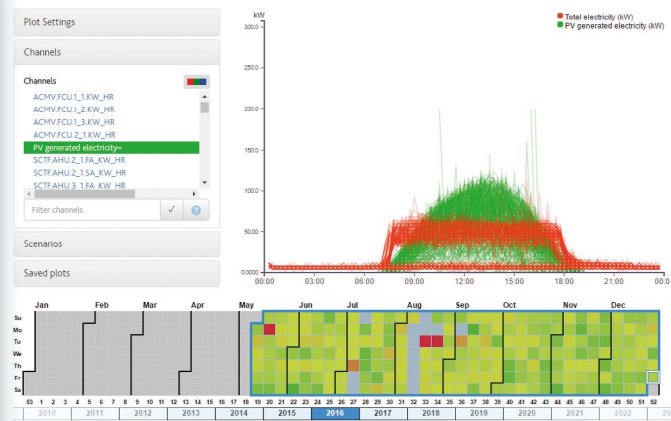 Plot Settings
Channels
Channels
ACMV.FCU.1_1.KW_HR
ACMV.FCU.1_2.KW_HR
ACMV.FCU.1_3.KW_HR
ACMV.FCU.2_1.KW_HR
PV generated electricity=
SCTF.AHU.2_1.FA_KW_HR
SCTF.AHU.2_1.SA_KW_HR
SCTF.AHU.3_1.FA_KW_HR
Filter channels
Scenarios
Saved plots
kW
Total electricity (kW)
PV generated electricity (kW)
300.0
250.0
200.0
150.0
100.0
50.00
0.0000
00:00 03:00 06:00 09:00 12:00 15:00 18:00 21:00 00:0
Jan Feb Mar Apr May Jun Jul Aug Sep Oct Nov Dec
Su
Mo
Tu
We
Th
Fr
Sa
53 1 2 3 4 5 6 7 8 9 10 11 12 13 14 15 16 17 18 19 20 21 22 23 24 25 26 27 28 29 30 31 32 33 34 35 36 37 38 39 40 41 42 43 44 45 46 47 48 49 50 51 52
2010 2011 2012 2013 2014 2015 2016 2017 2018 2019 2020 2021 2022 20